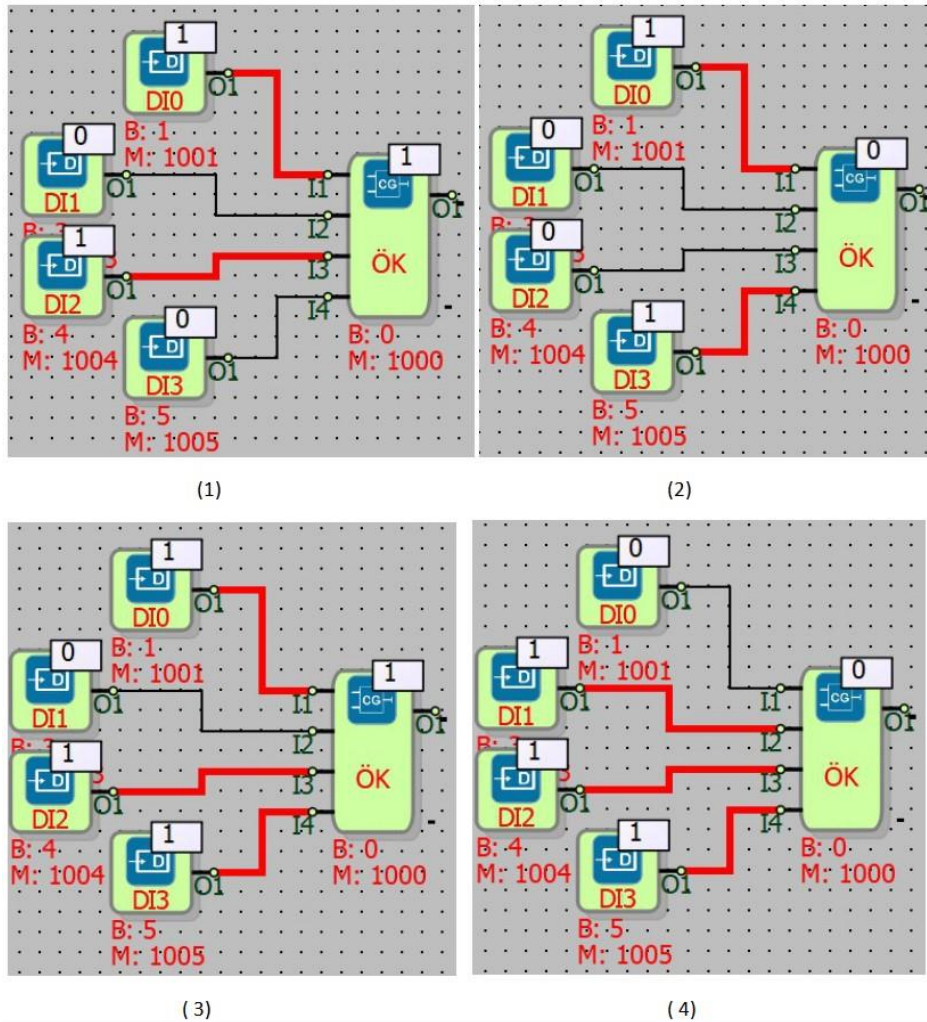 1
D
O1
DI0
B: 1
M: 1001
0
D
O1
DI1
1
D
O1
DI2
B: 4
M: 1004
0
D
O1
DI3
B: 5
M: 1005
1
CG
I1
I2
I3
I4
O1
ÖK
B: 0
M: 1000
(1)
1
D
O1
DI0
B: 1
M: 1001
0
D
O1
DI1
0
D
O1
DI2
B: 4
M: 1004
1
D
O1
DI3
B: 5
M: 1005
0
CG
I1
I2
I3
I4
O1
ÖK
B: 0
M: 1000
(2)
1
D
O1
DI0
B: 1
M: 1001
0
D
O1
DI1
1
D
O1
DI2
B: 4
M: 1004
1
D
O1
DI3
B: 5
M: 1005
1
CG
I1
I2
I3
I4
O1
ÖK
B: 0
M: 1000
( 3)
0
D
O1
DI0
B: 1
M: 1001
1
D
O1
DI1
1
D
O1
DI2
B: 4
M: 1004
1
D
O1
DI3
B: 5
M: 1005
0
CG
I1
I2
I3
I4
O1
ÖK
B: 0
M: 1000
( 4)